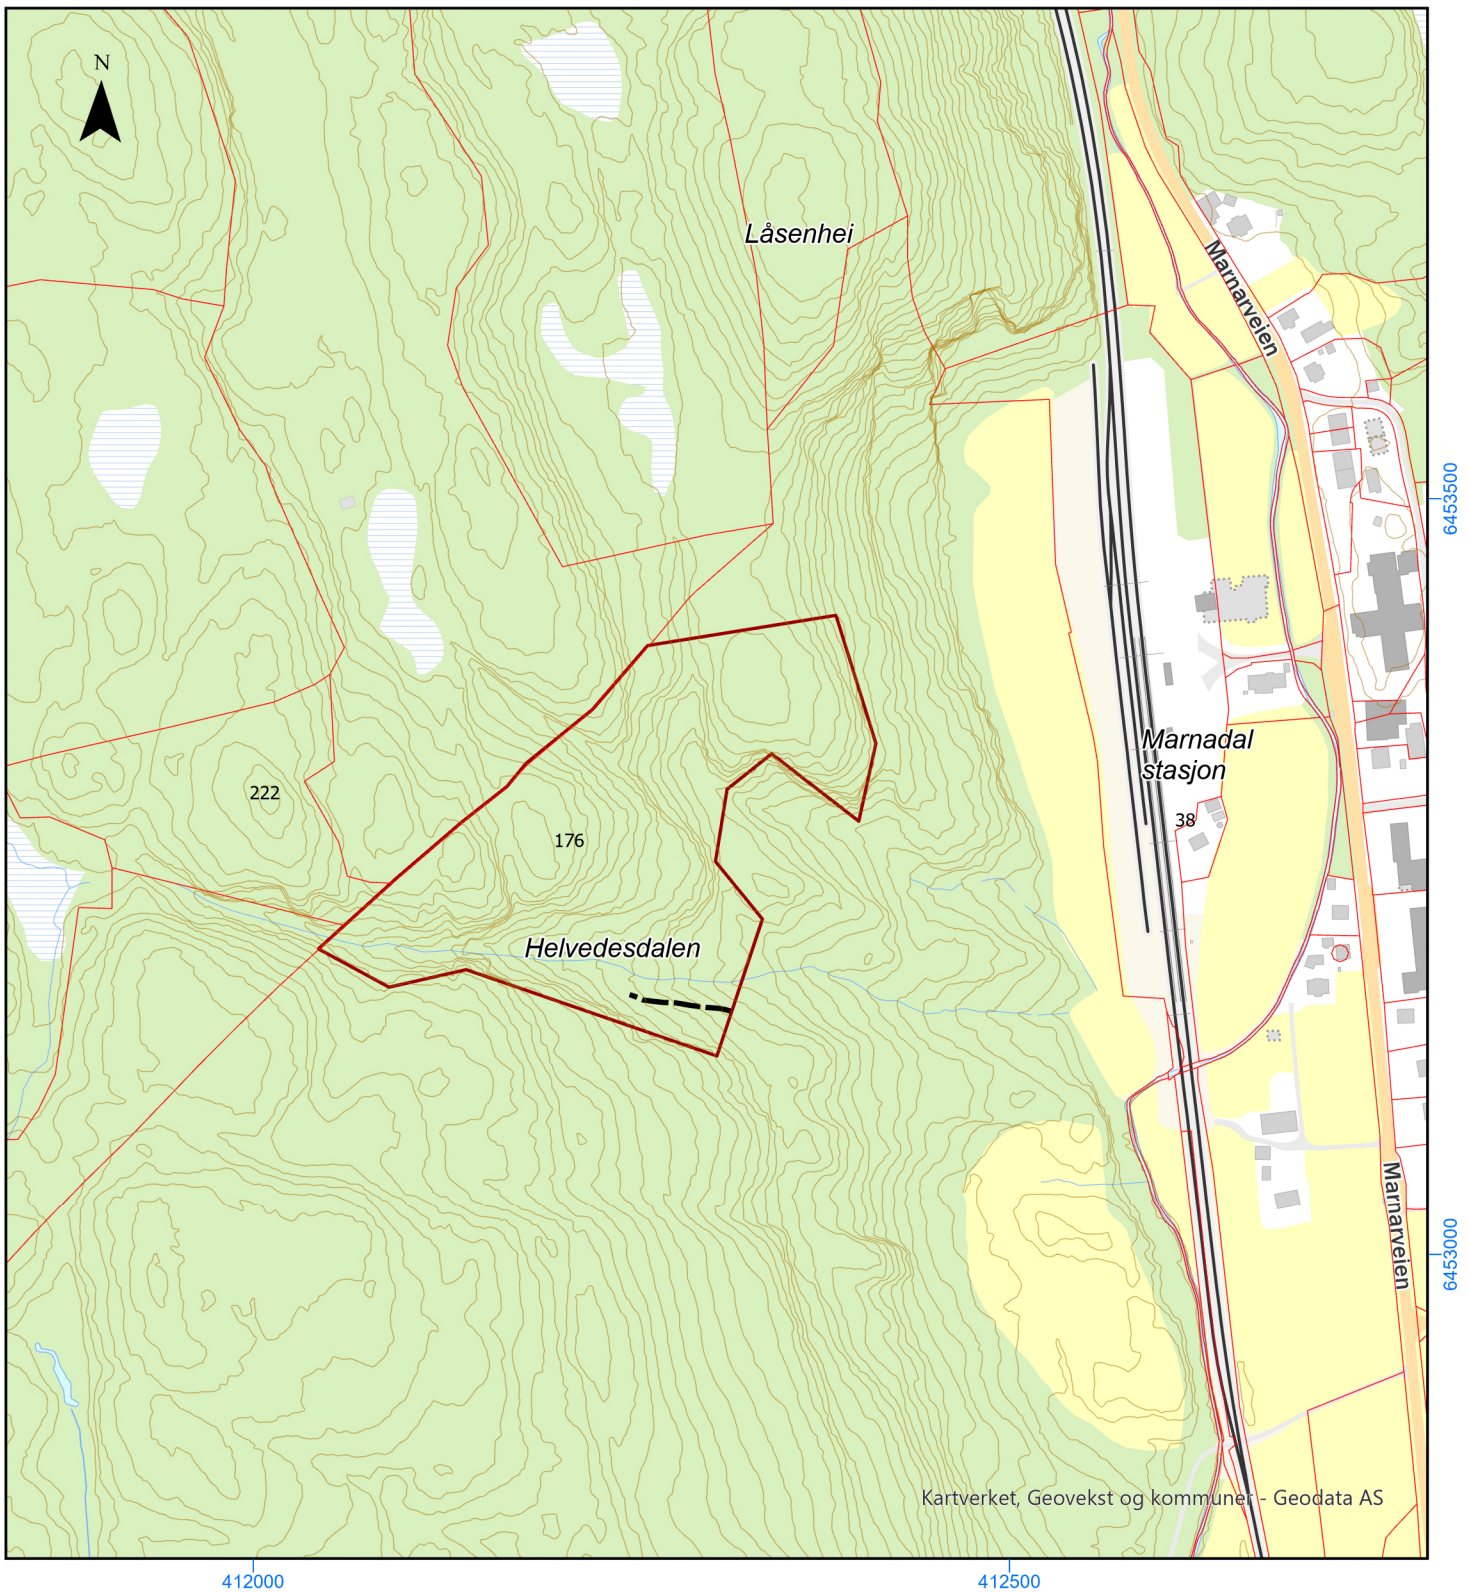 N
Låsenhei
Marnarveien
6453500
Marnadal
stasjon
222
38
176
Helvedesdalen
Marnarveien
6453000
Kartverket, Geovekst og kommuner - Geodata AS
412000
412500